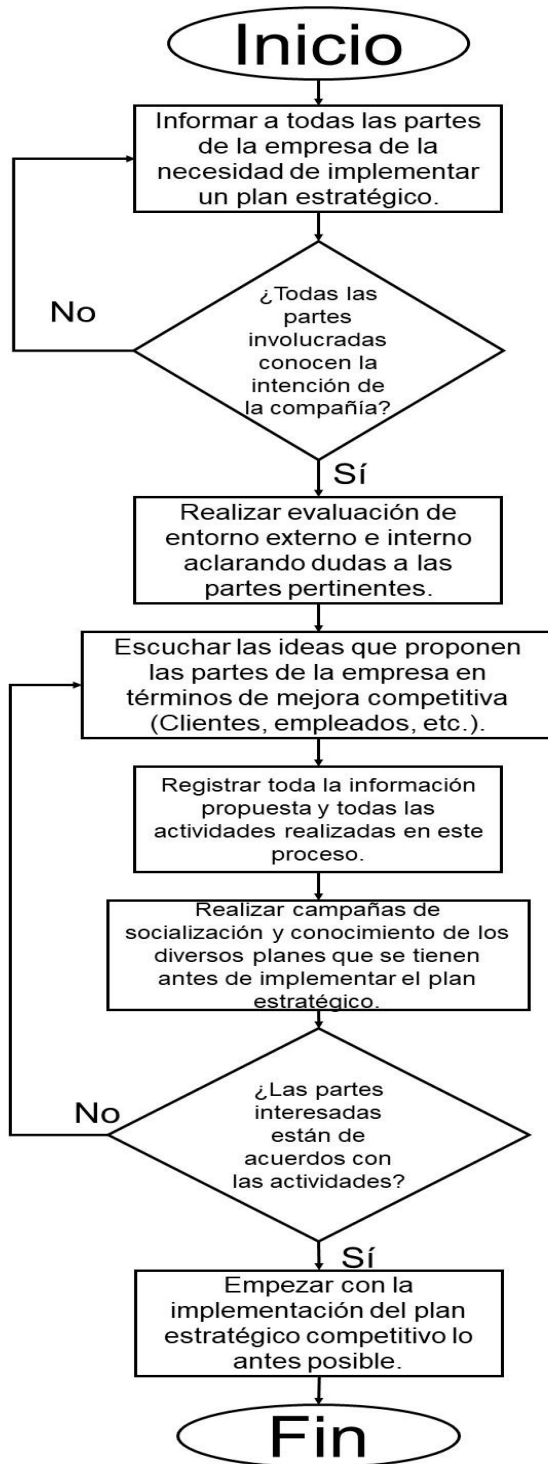 Inicio
Informar a todas las partes
de la empresa de la
necesidad de implementar
un plan estratégico.
¿Todas las
partes
involucradas
conocen la
intención de
la compañía?
No
Sí
Realizar evaluación de
entorno externo e interno
aclarando dudas a las
partes pertinentes.
Escuchar las ideas que proponen
las partes de la empresa en
términos de mejora competitiva
(Clientes, empleados, etc.).
Registrar toda la información
propuesta y todas las
actividades realizadas en este
proceso.
Realizar campañas de
socialización y conocimiento de los
diversos planes que se tienen
antes de implementar el plan
estratégico.
¿Las partes
interesadas
están de
acuerdos con
las actividades?
No
Sí
Empezar con la
implementación del plan
estratégico competitivo lo
antes posible.
Fin